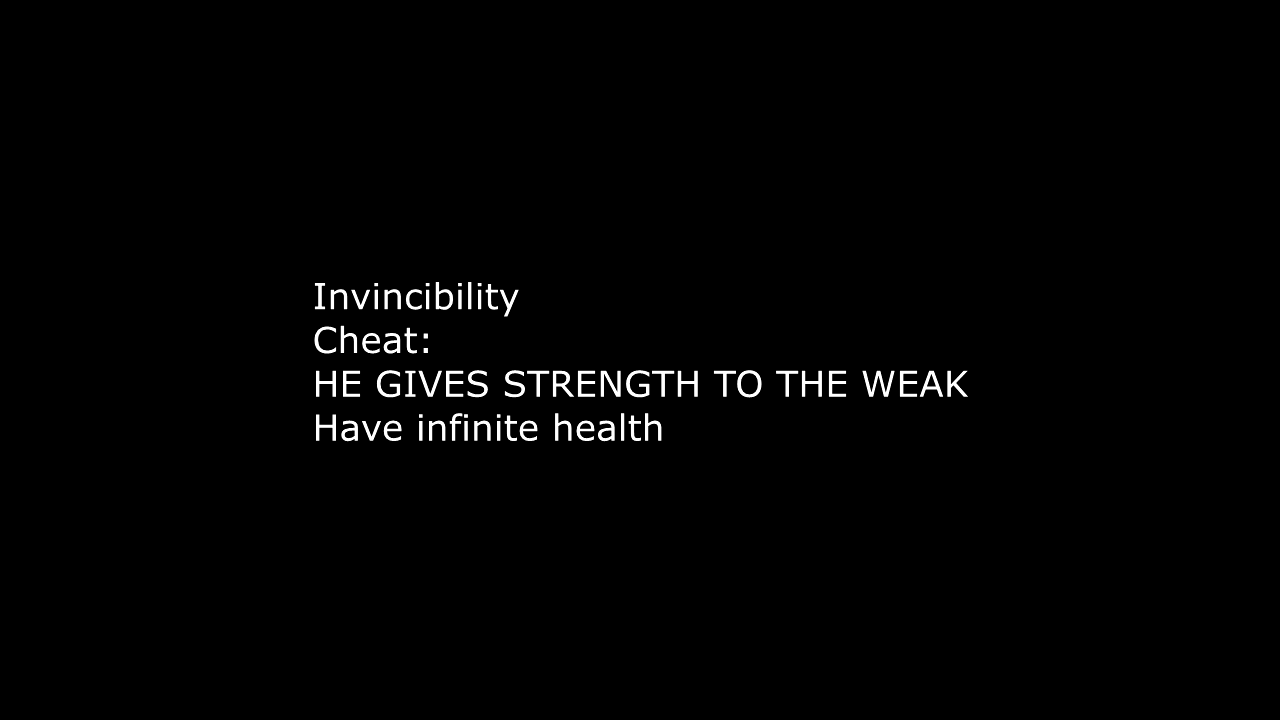 Invincibility
Cheat:
HE GIVES STRENGTH TO THE WEAK
Have infinite health